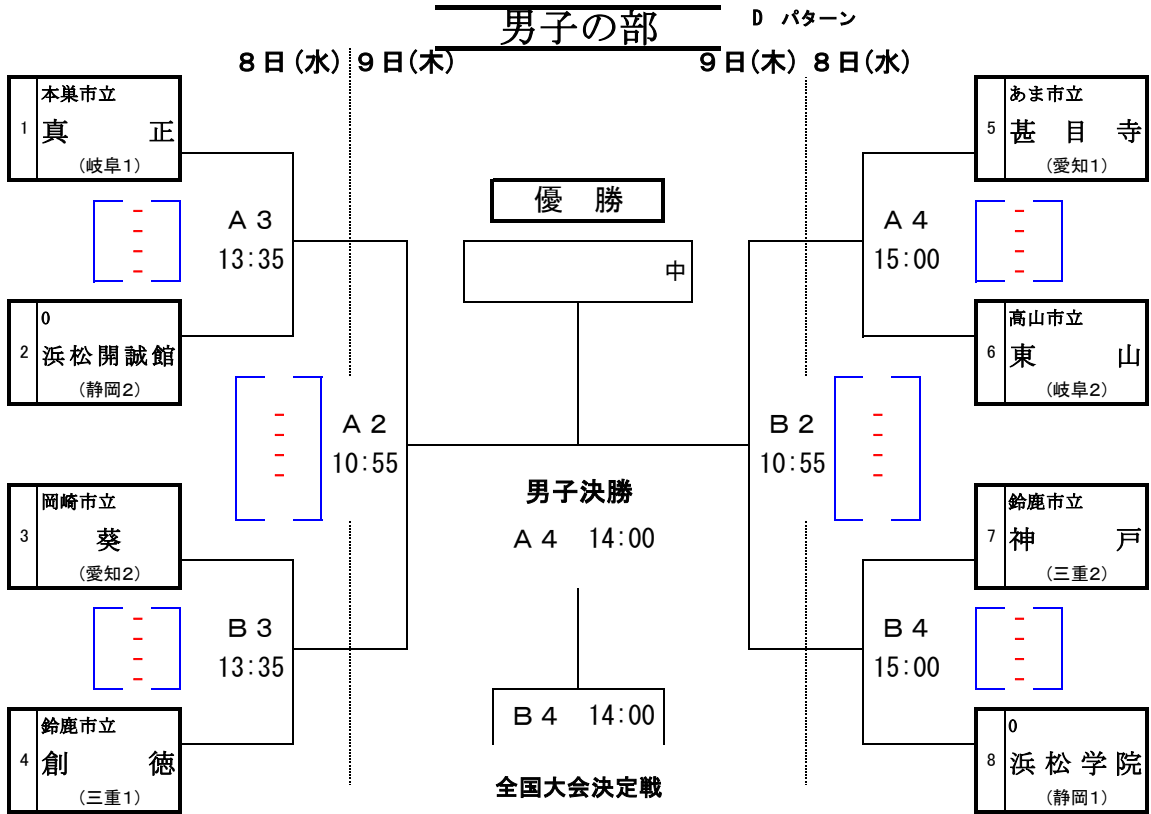 男子の部
D パターン
8日(水) 9日(木)
9日(木) 8日(水)
1
本巣市立
真 正
(岐阜1)
A3
13:35
2
0
浜松開誠館
(静岡2)
A2
10:55
3
岡崎市立
葵
(愛知2)
B3
13:35
4
鈴鹿市立
創 徳
(三重1)
優 勝
中
男子決勝
A4 14:00
B4 14:00
全国大会決定戦
5
あま市立
甚目寺
(愛知1)
A4
15:00
6
高山市立
東 山
(岐阜2)
B2
10:55
7
鈴鹿市立
神 戸
(三重2)
B4
15:00
8
0
浜松学院
(静岡1)